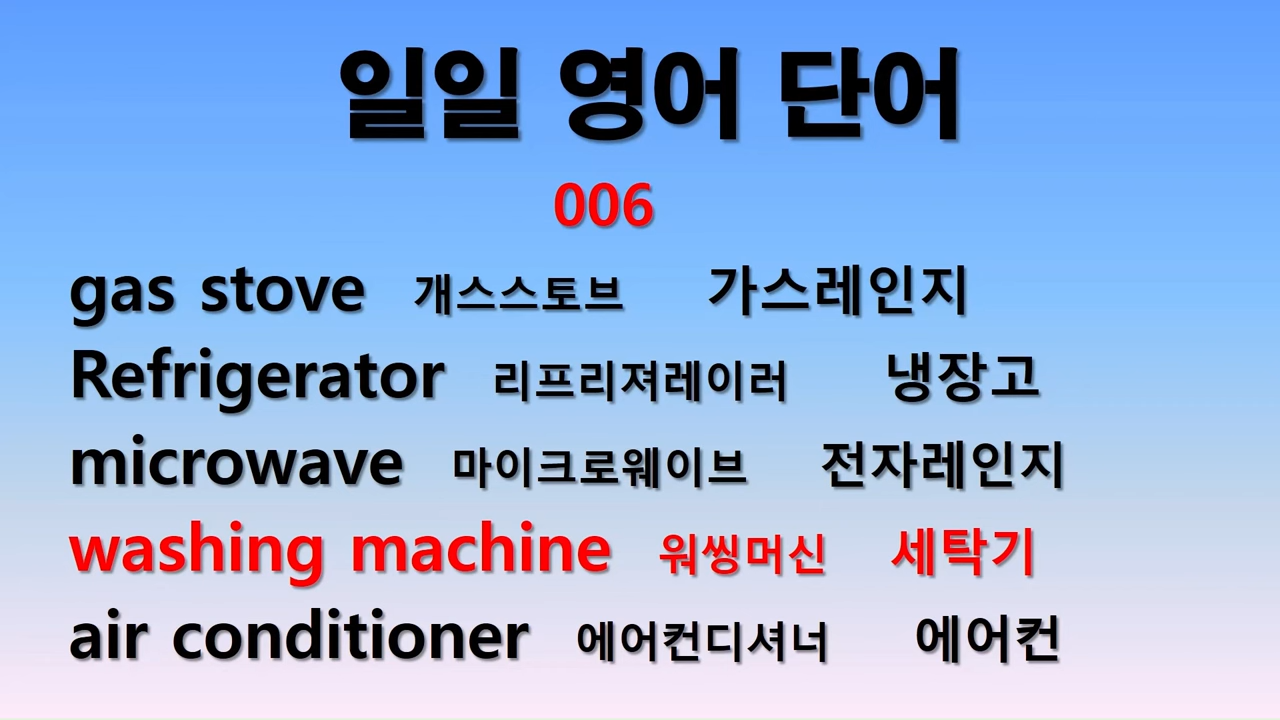 일일 영어 단어
006
gas stove 개스스토브 가스레인지
Refrigerator 리프리져레이러 냉장고
microwave 마이크로웨이브 전자레인지
washing machine 워씽머신 세탁기
air conditioner 에어컨디셔너 에어컨